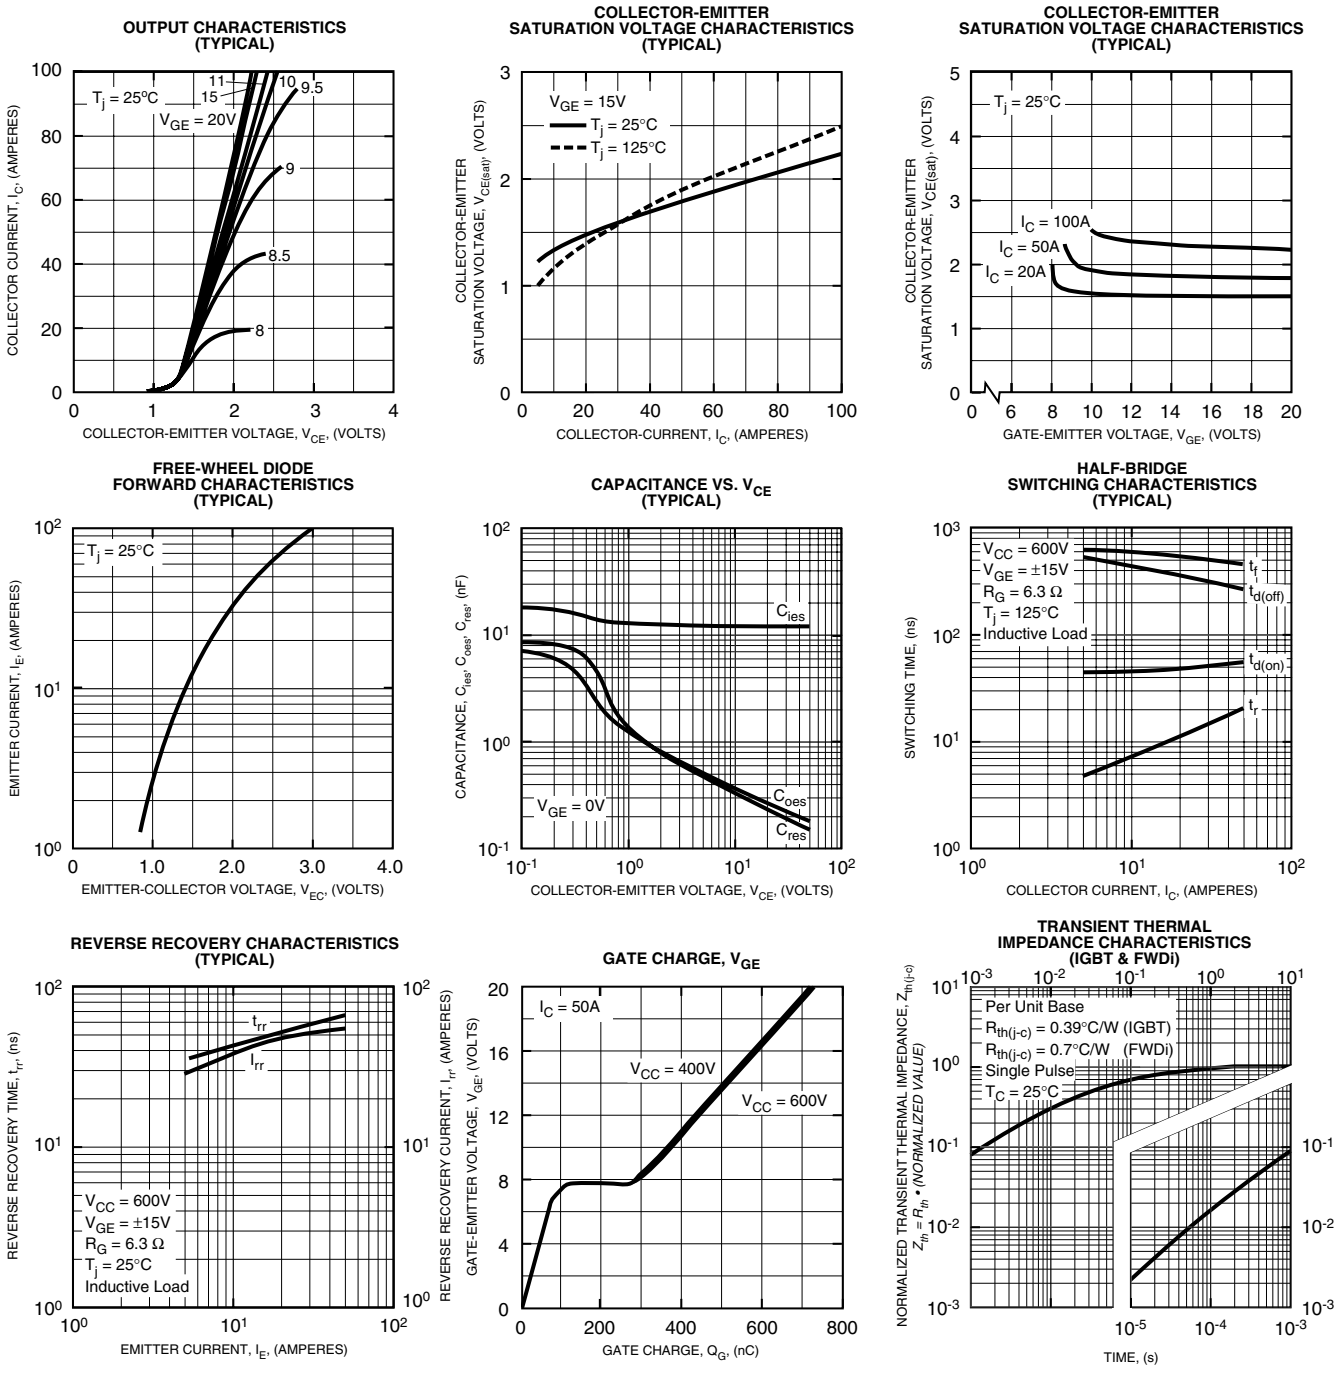 OUTPUT CHARACTERISTICS
(TYPICAL)
100
80
60
40
20
0
0 1 2 3 4
COLLECTOR CURRENT, IC, (AMPERES)
COLLECTOR-EMITTER VOLTAGE, VCE, (VOLTS)
Tj = 25°C
VGE = 20V
15
11
10
9.5
9
8.5
8
COLLECTOR-EMITTER
SATURATION VOLTAGE CHARACTERISTICS
(TYPICAL)
3
2
1
0
0 20 40 60 80 100
COLLECTOR-EMITTER
SATURATION VOLTAGE, VCE(sat), (VOLTS)
COLLECTOR-CURRENT, IC, (AMPERES)
VGE = 15V
Tj = 25°C
Tj = 125°C
COLLECTOR-EMITTER
SATURATION VOLTAGE CHARACTERISTICS
(TYPICAL)
5
4
3
2
1
0
0 6 8 10 12 14 16 18 20
COLLECTOR-EMITTER
SATURATION VOLTAGE, VCE(sat), (VOLTS)
GATE-EMITTER VOLTAGE, VGE, (VOLTS)
Tj = 25°C
IC = 100A
IC = 50A
IC = 20A
FREE-WHEEL DIODE
FORWARD CHARACTERISTICS
(TYPICAL)
10²
10¹
10⁰
0 1.0 2.0 3.0 4.0
EMITTER CURRENT, IE, (AMPERES)
EMITTER-COLLECTOR VOLTAGE, VEC, (VOLTS)
Tj = 25°C
CAPACITANCE VS. VCE
(TYPICAL)
10²
10¹
10⁰
10⁻¹
10⁻¹ 10⁰ 10¹ 10²
CAPACITANCE, Cies, Coes, Cres, (nF)
COLLECTOR-EMITTER VOLTAGE, VCE, (VOLTS)
VGE = 0V
Cies
Coes
Cres
HALF-BRIDGE
SWITCHING CHARACTERISTICS
(TYPICAL)
10³
10²
10¹
10⁰
10⁰ 10¹ 10²
SWITCHING TIME, (ns)
COLLECTOR CURRENT, IC, (AMPERES)
VCC = 600V
VGE = ±15V
RG = 6.3 Ω
Tj = 125°C
Inductive Load
tf
td(off)
td(on)
tr
REVERSE RECOVERY CHARACTERISTICS
(TYPICAL)
10²
10¹
10⁰
10⁰ 10¹ 10²
10²
10¹
10⁰
REVERSE RECOVERY TIME, trr, (ns)
REVERSE RECOVERY CURRENT, Irr, (AMPERES)
EMITTER CURRENT, IE, (AMPERES)
trr
Irr
VCC = 600V
VGE = ±15V
RG = 6.3 Ω
Tj = 25°C
Inductive Load
GATE CHARGE, VGE
20
16
12
8
4
0
0 200 400 600 800
GATE-EMITTER VOLTAGE, VGE, (VOLTS)
GATE CHARGE, QG, (nC)
IC = 50A
VCC = 400V
VCC = 600V
TRANSIENT THERMAL
IMPEDANCE CHARACTERISTICS
(IGBT & FWDi)
10⁻³ 10⁻² 10⁻¹ 10⁰ 10¹
10¹
10⁰
10⁻¹
10⁻²
10⁻³
10⁻¹
10⁻²
10⁻³
10⁻⁵ 10⁻⁴ 10⁻³
NORMALIZED TRANSIENT THERMAL IMPEDANCE, Zth(j-c)
Zth = Rth • (NORMALIZED VALUE)
TIME, (s)
Per Unit Base
Rth(j-c) = 0.39°C/W (IGBT)
Rth(j-c) = 0.7°C/W (FWDi)
Single Pulse
TC = 25°C